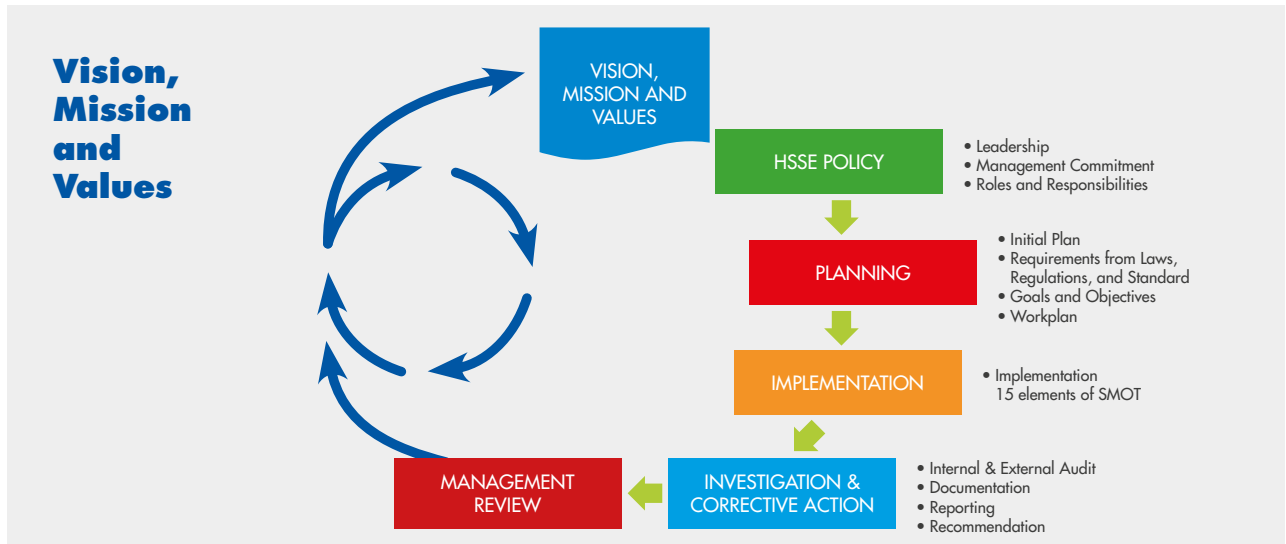 Vision,
Mission
and
Values
VISION,
MISSION AND
VALUES
HSSE POLICY
• Leadership
• Management Commitment
• Roles and Responsibilities
PLANNING
• Initial Plan
• Requirements from Laws,
Regulations, and Standard
• Goals and Objectives
• Workplan
IMPLEMENTATION
• Implementation
15 elements of SMOT
MANAGEMENT
REVIEW
INVESTIGATION &
CORRECTIVE ACTION
• Internal & External Audit
• Documentation
• Reporting
• Recommendation